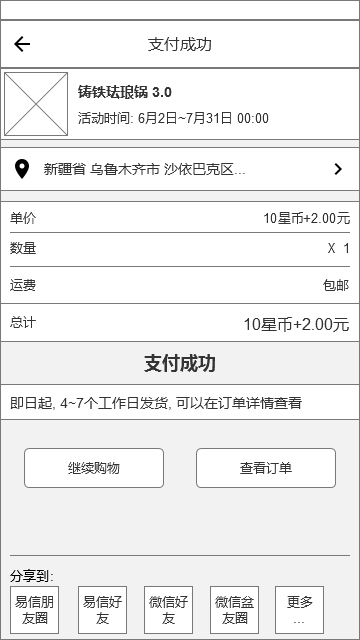 支付成功
铸铁珐琅锅 3.0
活动时间: 6月2日~7月31日 00:00
新疆省 乌鲁木齐市 沙依巴克区...
单价 10星币+2.00元
数量 X 1
运费 包邮
总计 10星币+2.00元
支付成功
即日起, 4~7个工作日发货, 可以在订单详情查看
继续购物 查看订单
分享到:
易信朋友圈
易信好友
微信好友
微信盆友圈
更多...